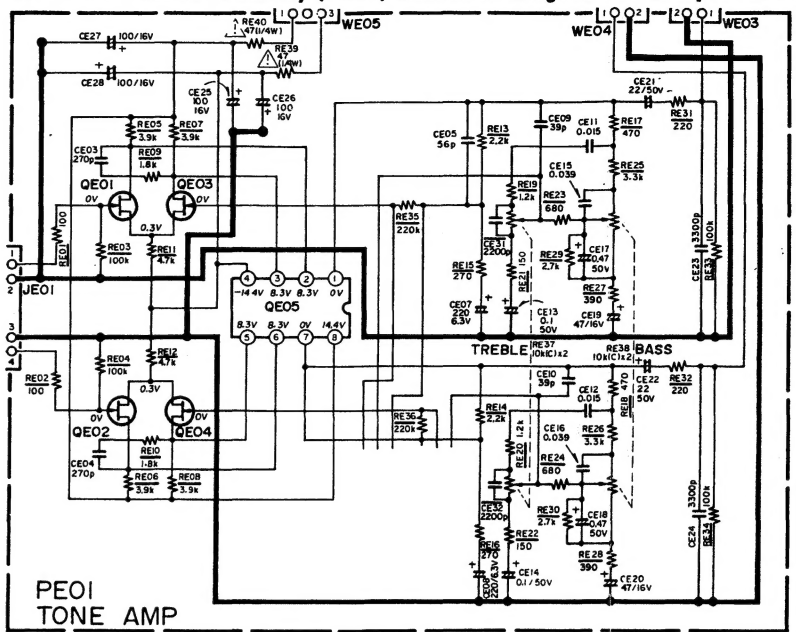 RE40
47(1/4W)
1 2 3
WE05
RE39
47
(1/4W)
1 2
WE04
2 1
WE03
CE27
100/16V
CE28
100/16V
CE25
100
16V
CE26
100
16V
RE05
3.9k
RE07
3.9k
CE03
270p
RE09
1.8k
QE01
QE03
0V
0V
0.3V
RE01
100
RE03
100k
RE11
4.7k
1
2
JE01
3
4
RE35
220k
CE05
56p
RE13
2.2k
CE09
39p
CE11
0.015
RE17
470
CE21
22/50V
RE31
220
CE15
0.039
RE25
3.3k
RE19
1.2k
RE23
680
CE31
2200p
RE21 150
RE29
2.7k
CE17
0.47
50V
RE15
270
RE27
390
CE07
220
6.3V
CE13
0.1
50V
CE19
47/16V
CE23
3300p
RE33
100k
4 3 2 1
-14.4V 8.3V 8.3V 0V
QE05
8.3V 8.3V 0V 14.4V
5 6 7 8
TREBLE
RE37
10k(C)x2
RE38
10k(C)x2
BASS
RE02
100
RE04
100k
RE12
4.7k
0.3V
0V
0V
QE02
QE04
CE04
270p
RE10
1.8k
RE06
3.9k
RE08
3.9k
RE36
220k
RE14
2.2k
CE10
39p
CE12
0.015
470
RE18
CE22
22
50V
RE32
220
RE20 1.2k
CE16
0.039
RE26
3.3k
RE24
680
CE32
2200p
RE22
150
RE30
2.7k
CE18
0.47
50V
RE16
270
RE28
390
CE08
220/6.3V
CE14
0.1/50V
CE20
47/16V
CE24
3300p
RE34
100k
PE01
TONE AMP